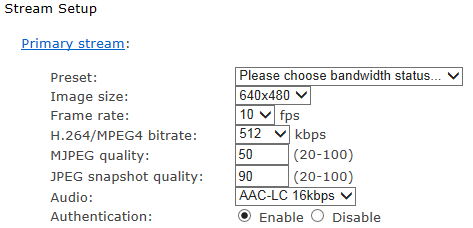 Stream Setup
Primary stream:
Preset: Please choose bandwidth status...
Image size: 640x480
Frame rate: 10 fps
H.264/MPEG4 bitrate: 512 kbps
MJPEG quality: 50 (20-100)
JPEG snapshot quality: 90 (20-100)
Audio: AAC-LC 16kbps
Authentication: Enable Disable